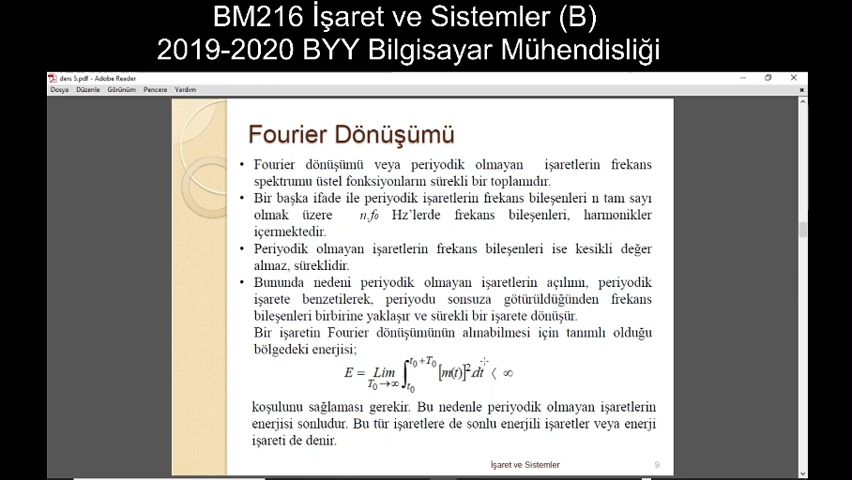 BM216 İşaret ve Sistemler (B)
2019-2020 BYY Bilgisayar Mühendisliği
ders 5.pdf - Adobe Reader
Dosya Düzenle Görünüm Pencere Yardım
Fourier Dönüşümü
• Fourier dönüşümü veya periyodik olmayan işaretlerin frekans
spektrumu üstel fonksiyonların sürekli bir toplamıdır.
• Bir başka ifade ile periyodik işaretlerin frekans bileşenleri n tam sayı
olmak üzere n.f₀ Hz'lerde frekans bileşenleri, harmonikler
içermektedir.
• Periyodik olmayan işaretlerin frekans bileşenleri ise kesikli değer
almaz, süreklidir.
• Bununda nedeni periyodik olmayan işaretlerin açılımı, periyodik
işarete benzetilerek, periyodu sonsuza götürüldüğünden frekans
bileşenleri birbirine yaklaşır ve sürekli bir işarete dönüşür.
Bir işaretin Fourier dönüşümünün alınabilmesi için tanımlı olduğu
bölgedeki enerjisi;
E = Lim T₀→∞ ∫ t₀ t₀+T₀ [m(t)]².dt ⟨ ∞
koşulunu sağlaması gerekir. Bu nedenle periyodik olmayan işaretlerin
enerjisi sonludur. Bu tür işaretlere de sonlu enerjili işaretler veya enerji
işareti de denir.
İşaret ve Sistemler 9